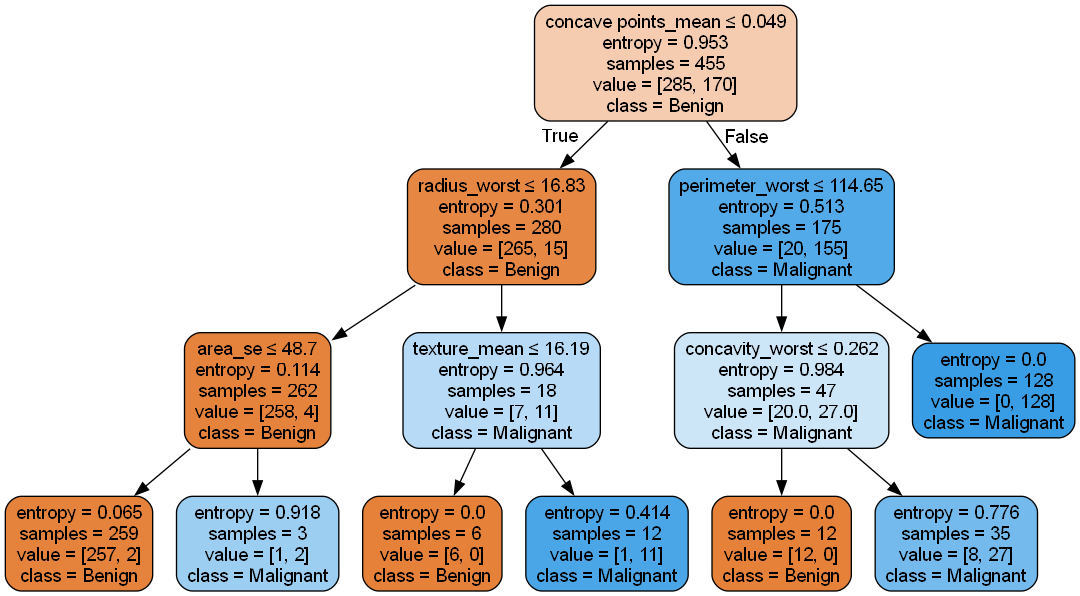 concave points_mean ≤ 0.049
entropy = 0.953
samples = 455
value = [285, 170]
class = Benign
True
False
radius_worst ≤ 16.83
entropy = 0.301
samples = 280
value = [265, 15]
class = Benign
perimeter_worst ≤ 114.65
entropy = 0.513
samples = 175
value = [20, 155]
class = Malignant
area_se ≤ 48.7
entropy = 0.114
samples = 262
value = [258, 4]
class = Benign
texture_mean ≤ 16.19
entropy = 0.964
samples = 18
value = [7, 11]
class = Malignant
concavity_worst ≤ 0.262
entropy = 0.984
samples = 47
value = [20.0, 27.0]
class = Malignant
entropy = 0.0
samples = 128
value = [0, 128]
class = Malignant
entropy = 0.065
samples = 259
value = [257, 2]
class = Benign
entropy = 0.918
samples = 3
value = [1, 2]
class = Malignant
entropy = 0.0
samples = 6
value = [6, 0]
class = Benign
entropy = 0.414
samples = 12
value = [1, 11]
class = Malignant
entropy = 0.0
samples = 12
value = [12, 0]
class = Benign
entropy = 0.776
samples = 35
value = [8, 27]
class = Malignant